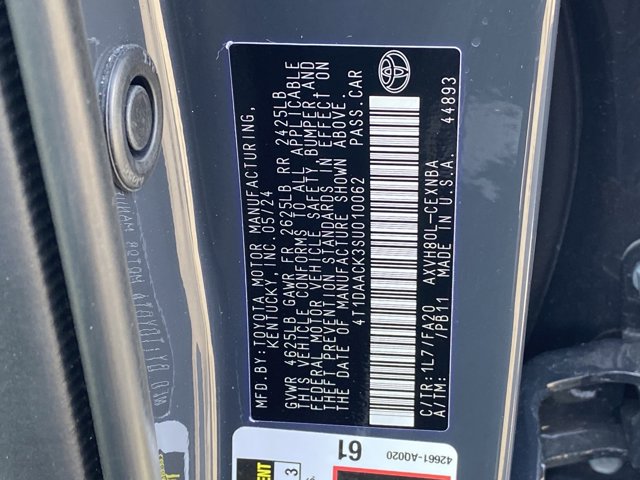 MFD.BY:TOYOTA MOTOR MANUFACTURING,
KENTUCKY, INC. 05/24
GVWR 4625LB GAWR FR 2625LB RR 2425LB
THIS VEHICLE CONFORMS TO ALL APPLICABLE
FEDERAL MOTOR VEHICLE SAFETY, BUMPER AND
THEFT PREVENTION STANDARDS IN EFFECT ON
THE DATE OF MANUFACTURE SHOWN ABOVE.
4T1DAACK3SU010062 PASS.CAR
C/TR:1L7/FA20 AXVH80L-CEXNBA
A/TM: /PB11 MADE IN U.S.A. 44893
42661-AQ020
61
3